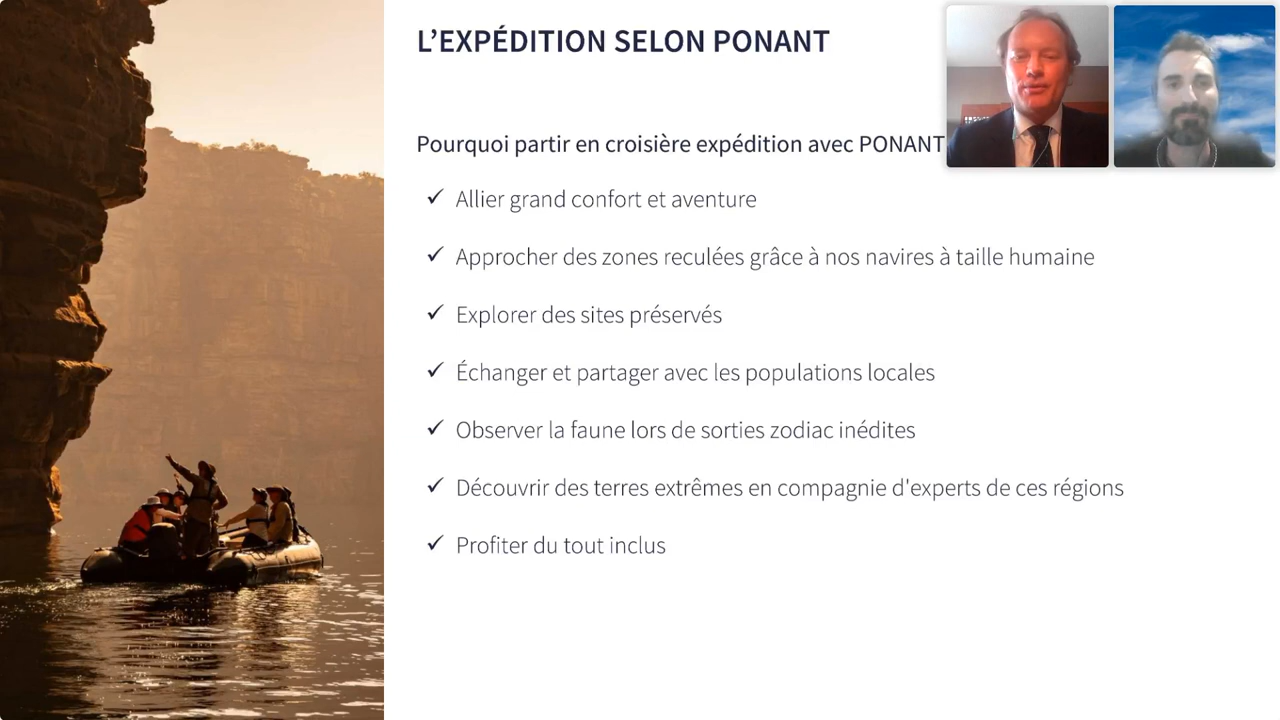 L’EXPÉDITION SELON PONANT
Pourquoi partir en croisière expédition avec PONANT
✓ Allier grand confort et aventure
✓ Approcher des zones reculées grâce à nos navires à taille humaine
✓ Explorer des sites préservés
✓ Échanger et partager avec les populations locales
✓ Observer la faune lors de sorties zodiac inédites
✓ Découvrir des terres extrêmes en compagnie d'experts de ces régions
✓ Profiter du tout inclus